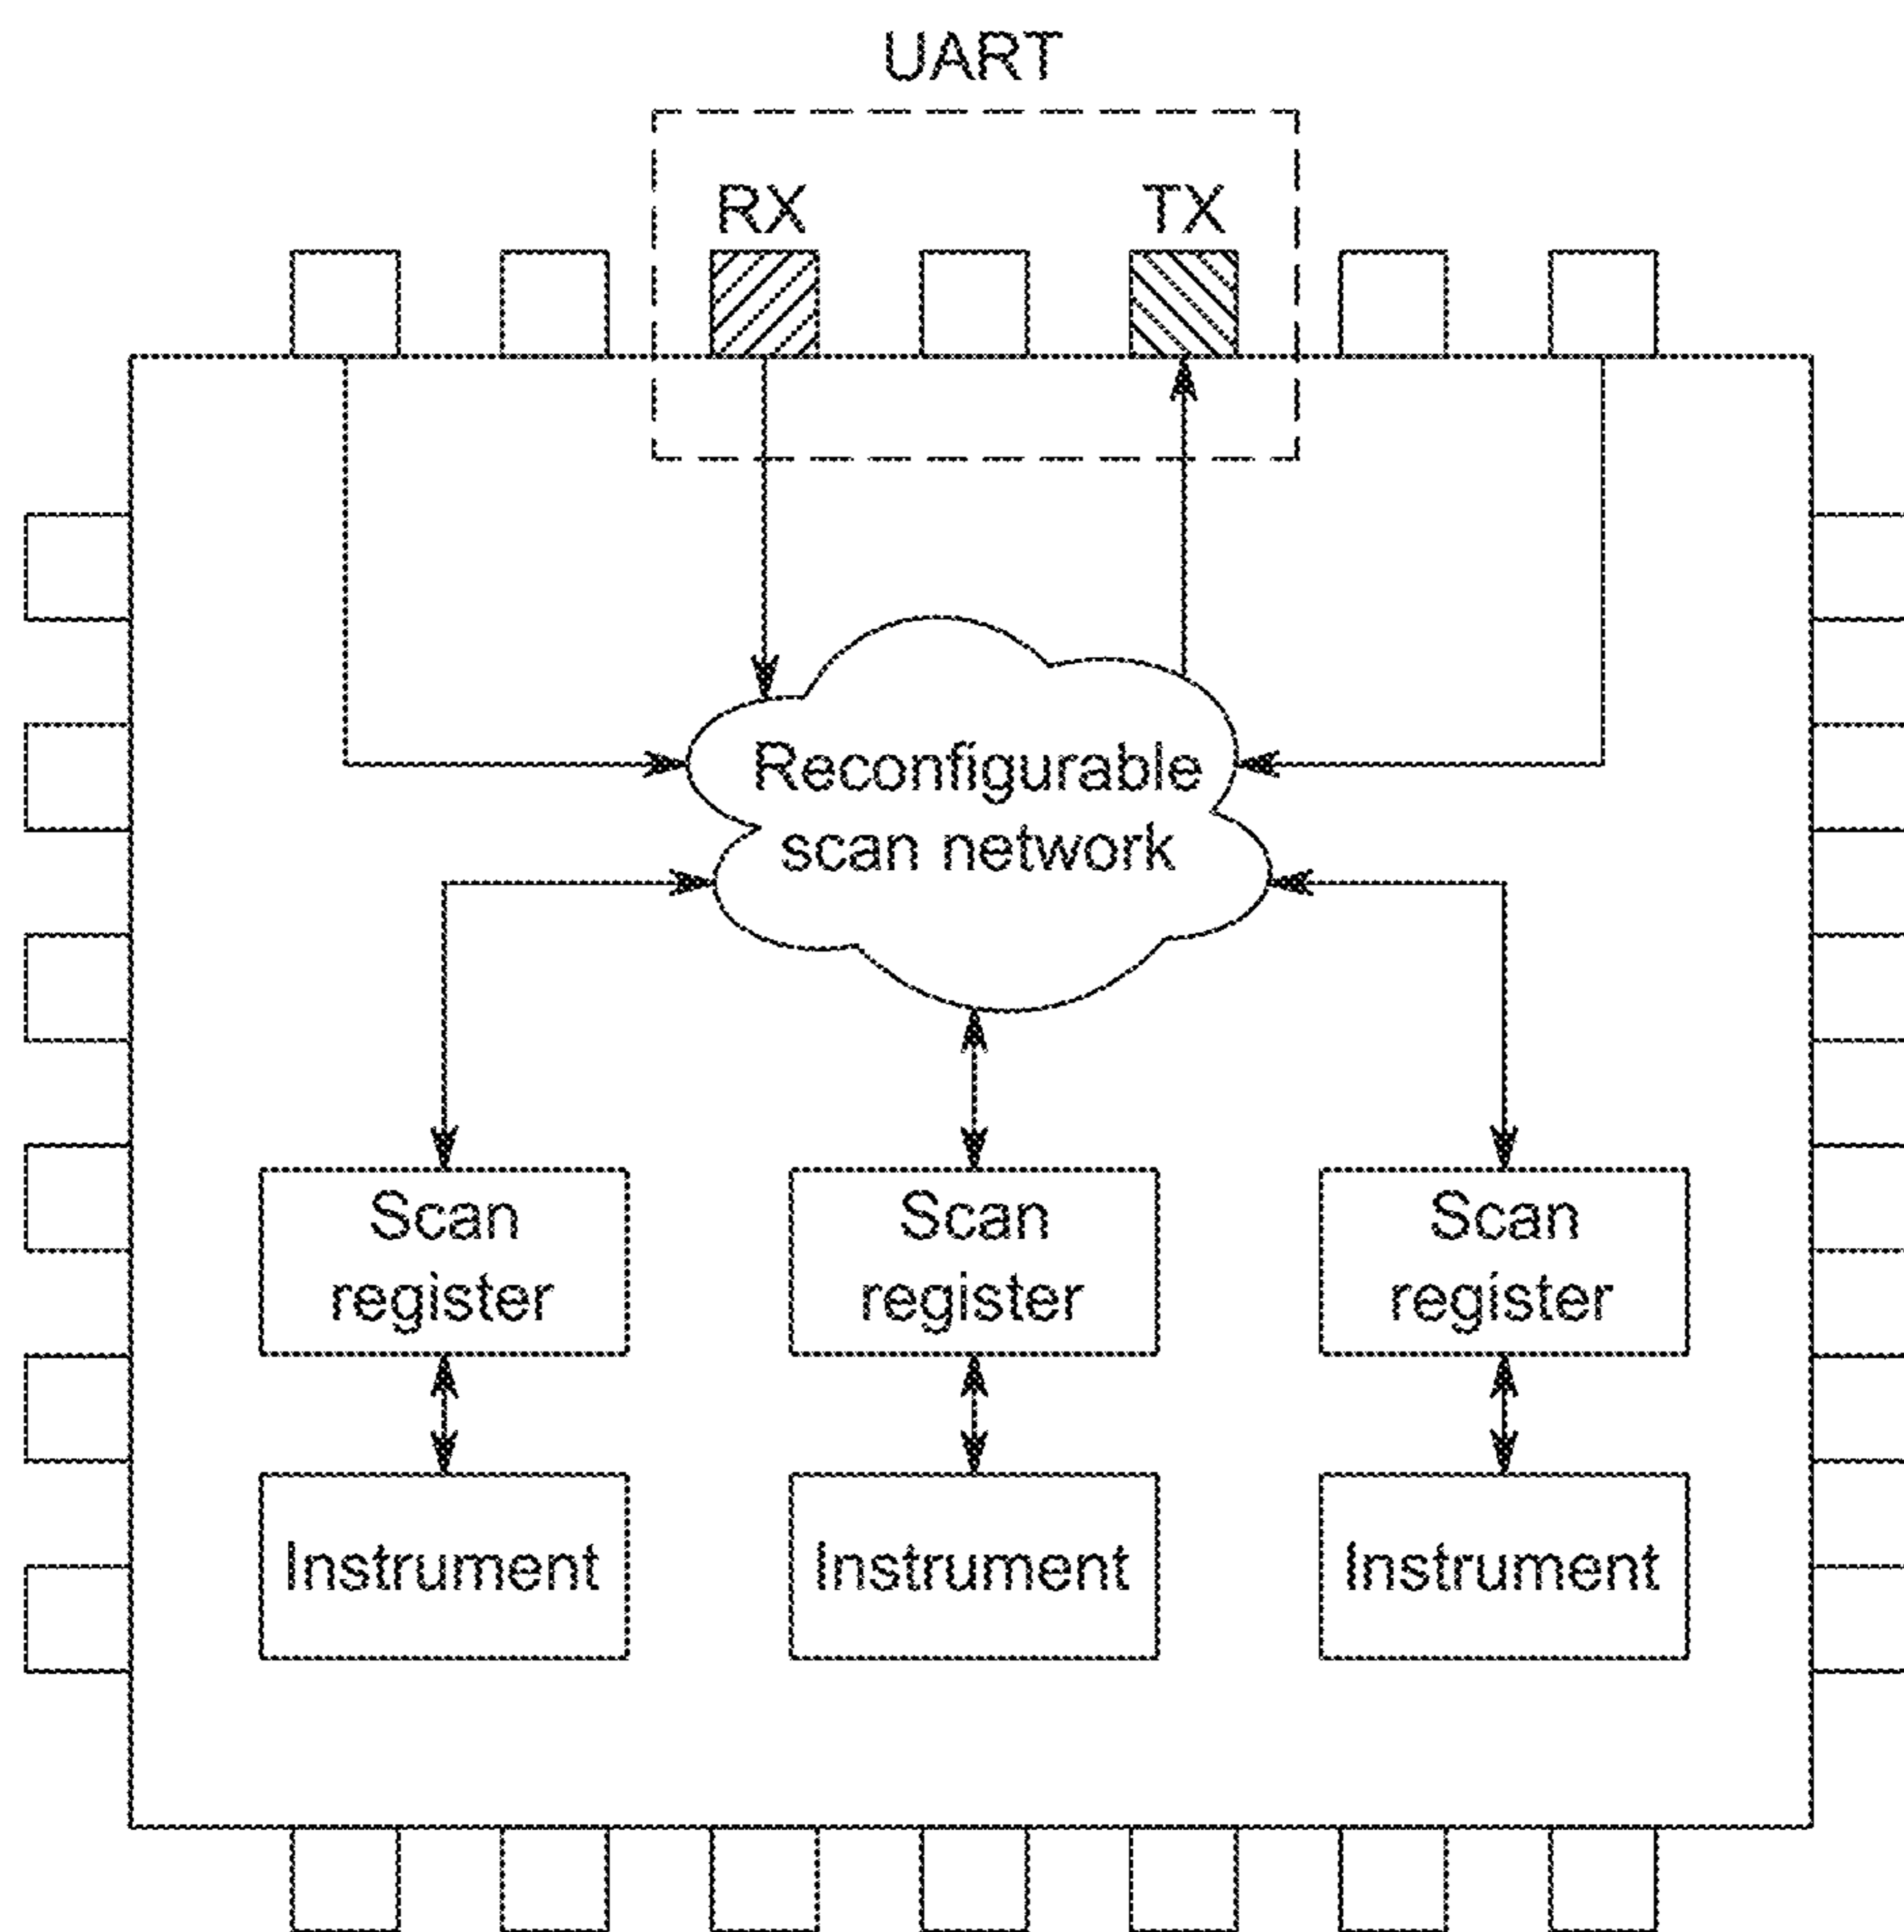 UART
RX
TX
Reconfigurable
scan network
Scan
register
Scan
register
Scan
register
Instrument
Instrument
Instrument